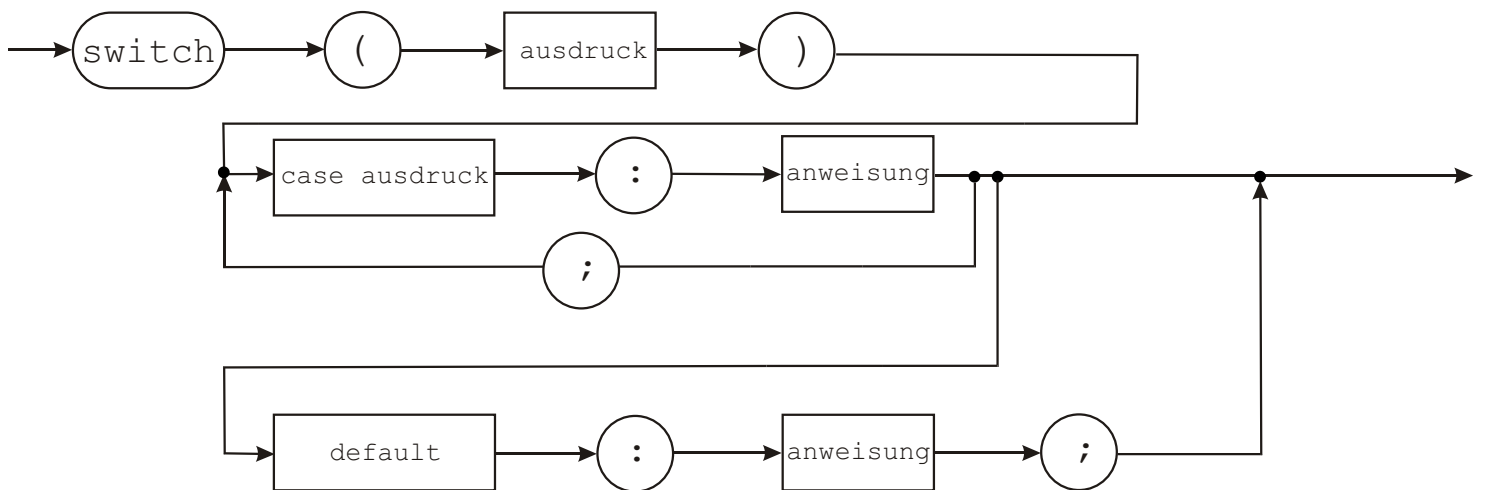 switch ( ausdruck )
case ausdruck : anweisung
;
default : anweisung ;